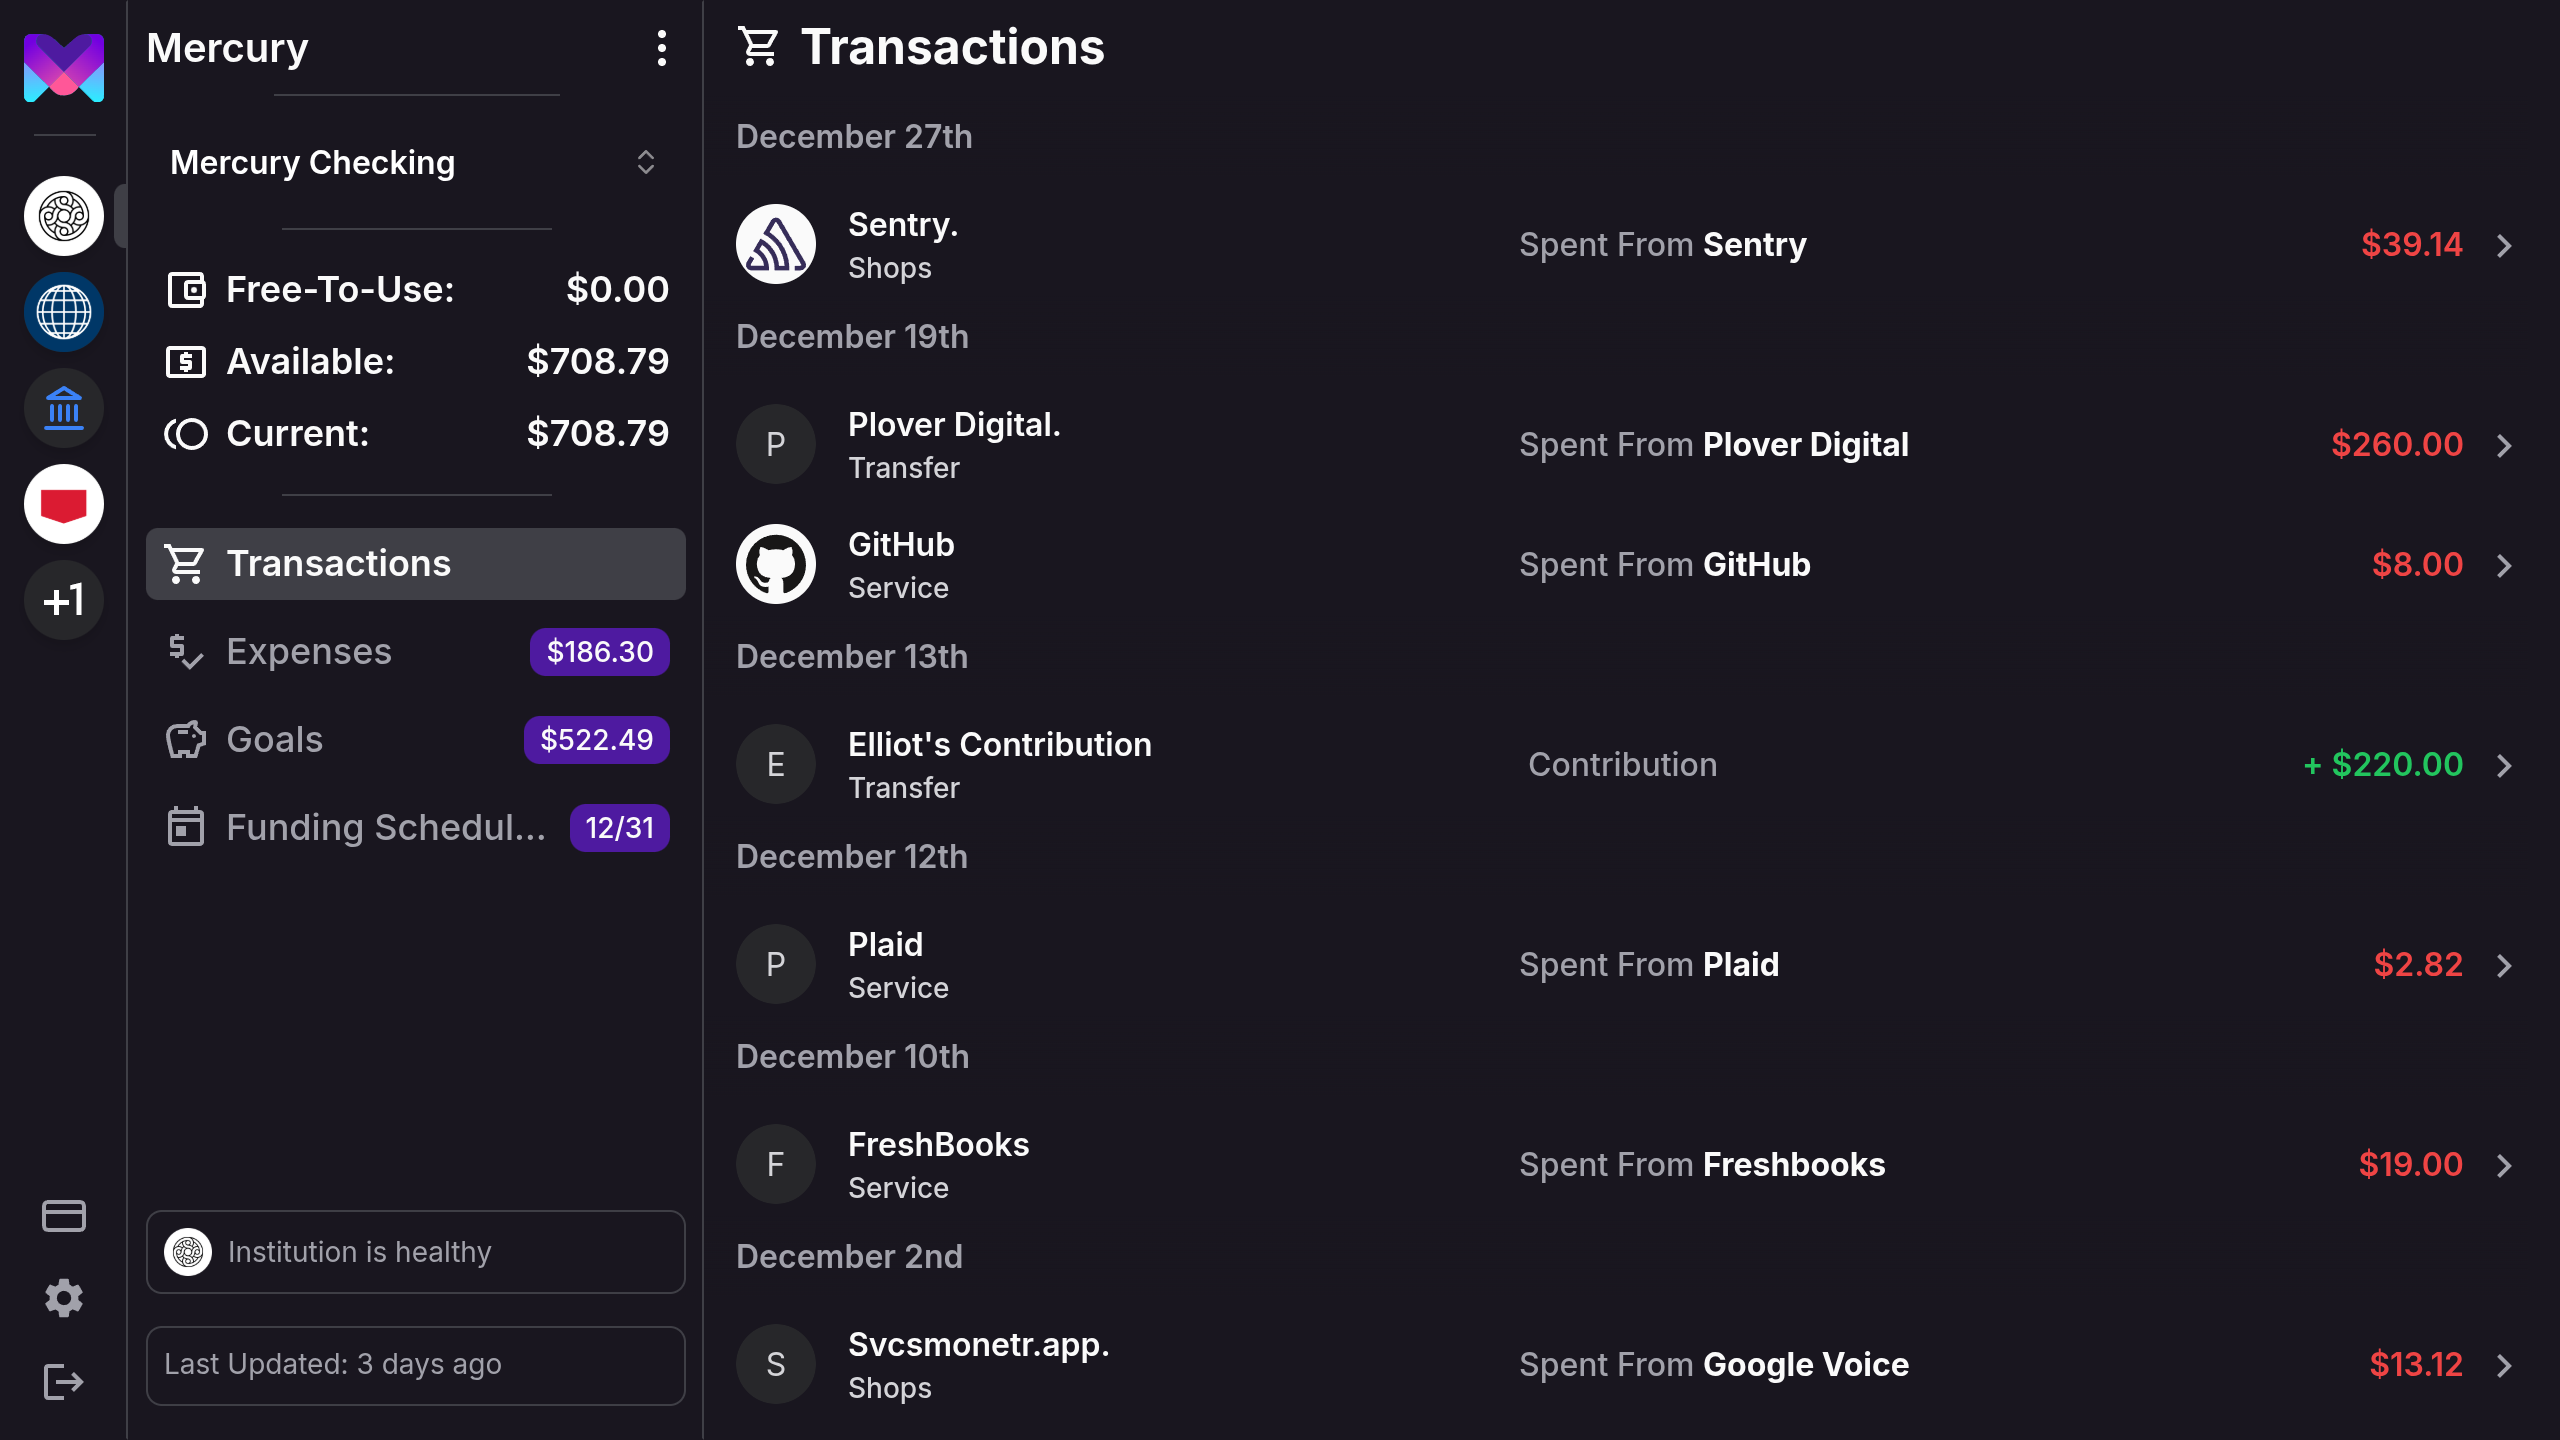 Mercury
Mercury Checking
Free-To-Use: $0.00
Available: $708.79
Current: $708.79
Transactions
Expenses $186.30
Goals $522.49
Funding Schedul... 12/31
+1
Institution is healthy
Last Updated: 3 days ago
Transactions
December 27th
Sentry.
Shops
Spent From Sentry
$39.14
December 19th
P
Plover Digital.
Transfer
Spent From Plover Digital
$260.00
GitHub
Service
Spent From GitHub
$8.00
December 13th
E
Elliot's Contribution
Transfer
Contribution
+ $220.00
December 12th
P
Plaid
Service
Spent From Plaid
$2.82
December 10th
F
FreshBooks
Service
Spent From Freshbooks
$19.00
December 2nd
S
Svcsmonetr.app.
Shops
Spent From Google Voice
$13.12